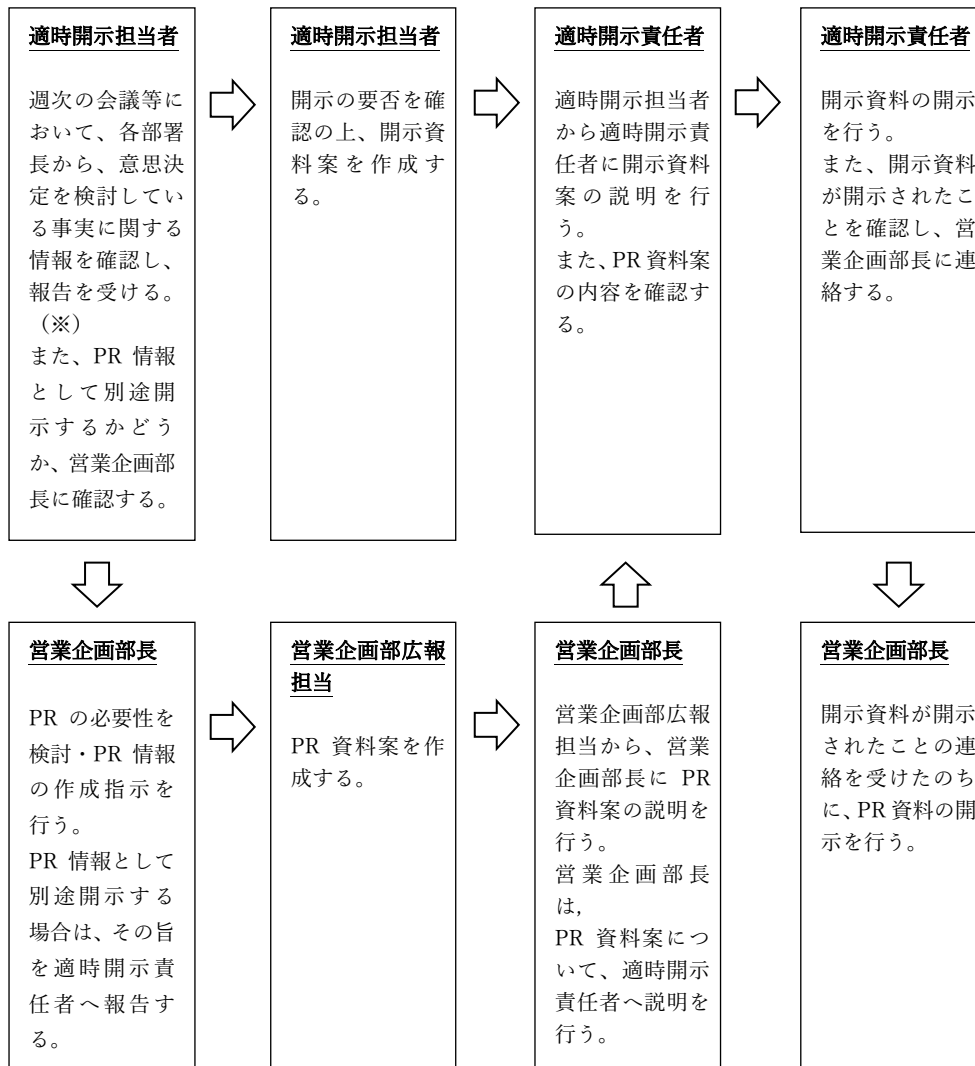 適時開示担当者
週次の会議等に
おいて、各部署
長から、意思決
定を検討してい
る事実に関する
情報を確認し、
報告を受ける。
（※）
また、PR 情報
として別途開
示するかどう
か、営業企画部
長に確認する。
適時開示担当者
開示の要否を確
認の上、開示資
料案を作成す
る。
適時開示責任者
適時開示担当者
から適時開示責
任者に開示資料
案の説明を行
う。
また、PR 資料案
の内容を確認す
る。
適時開示責任者
開示資料の開示
を行う。
また、開示資料
が開示されたこ
とを確認し、営
業企画部長に連
絡する。
営業企画部長
PR の必要性を
検討・PR 情報
の作成指示を
行う。
PR 情報として
別途開示する
場合は、その旨
を適時開示責
任者へ報告す
る。
営業企画部広報
担当
PR 資料案を作
成する。
営業企画部長
営業企画部広報
担当から、営業
企画部長に PR
資料案の説明を
行う。
営業企画部長
は,
PR 資料案につ
いて、適時開示
責任者へ説明を
行う。
営業企画部長
開示資料が開示
されたことの連
絡を受けたのち
に、PR 資料の開
示を行う。